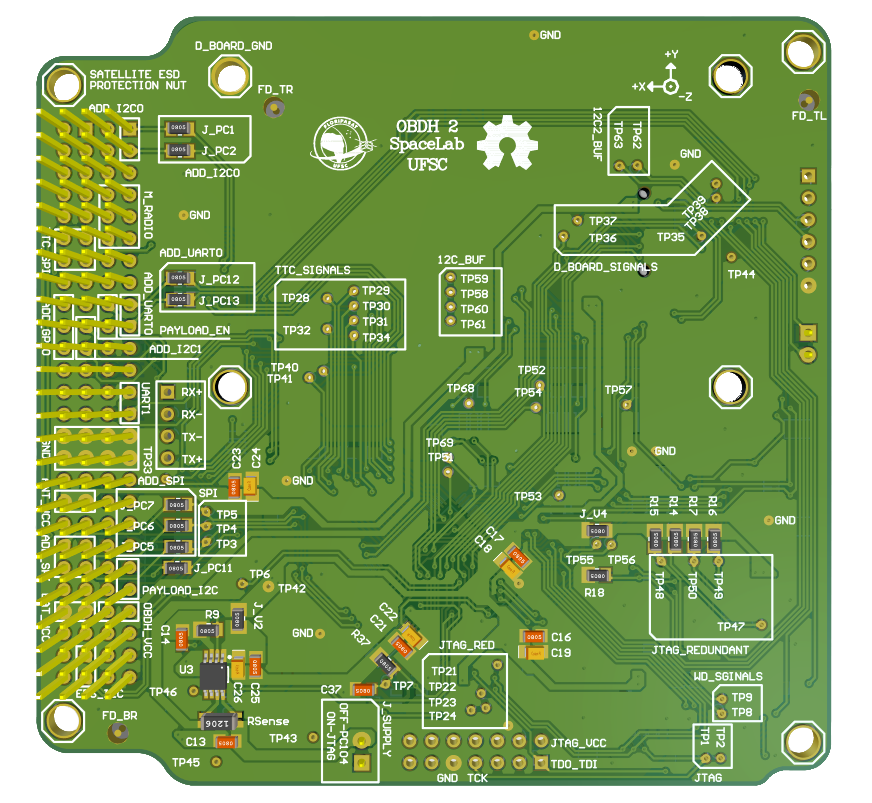 D_BOARD_GND
GND
SATELLITE ESD
PROTECTION NUT
FD_TR
+Y
+X
-Z
FD_TL
ADD_I2C0
J_PC1
J_PC2
ADD_I2C0
FLORIPASAT
UFSC
OBDH 2
SpaceLab
UFSC
I2C2_BUF
TP63
TP62
GND
M_RADIO
GND
TP39
TP38
TP37
TP36
TP35
D_BOARD_SIGNALS
TP44
ADD_UART0
J_PC12
J_PC13
ADD_UART0
TTC_SIGNALS
TP28
TP29
TP30
TP31
TP32
TP34
I2C_BUF
TP59
TP58
TP60
TP61
PAYLOAD_EN
ADD_I2C1
TP40
TP41
UART1
RX+
RX-
TX-
TX+
TP33
TP68
TP52
TP54
TP57
TP69
TP51
GND
TP53
C23
C24
GND
ADD_SPI
SPI
J_PC7
PC6
PC5
TP5
TP4
TP3
J_PC11
PAYLOAD_I2C
TP6
TP42
C17
C18
J_V4
TP55
TP56
R18
R15
R14
R17
R16
GND
TP48
TP50
TP49
TP47
JTAG_REDUNDANT
OBDH_VCC
R9
J_V2
C14
GND
C22
C21
R37
C16
C19
U3
C26
C25
TP46
C37
TP7
JTAG_RED
TP21
TP22
TP23
TP24
WD_SGINALS
TP9
TP8
FD_BR
1206
RSense
C13
TP45
TP43
OFF-PC104
ON-JTAG
J_SUPPLY
JTAG_VCC
TDO_TDI
GND
TCK
TP1
TP2
JTAG